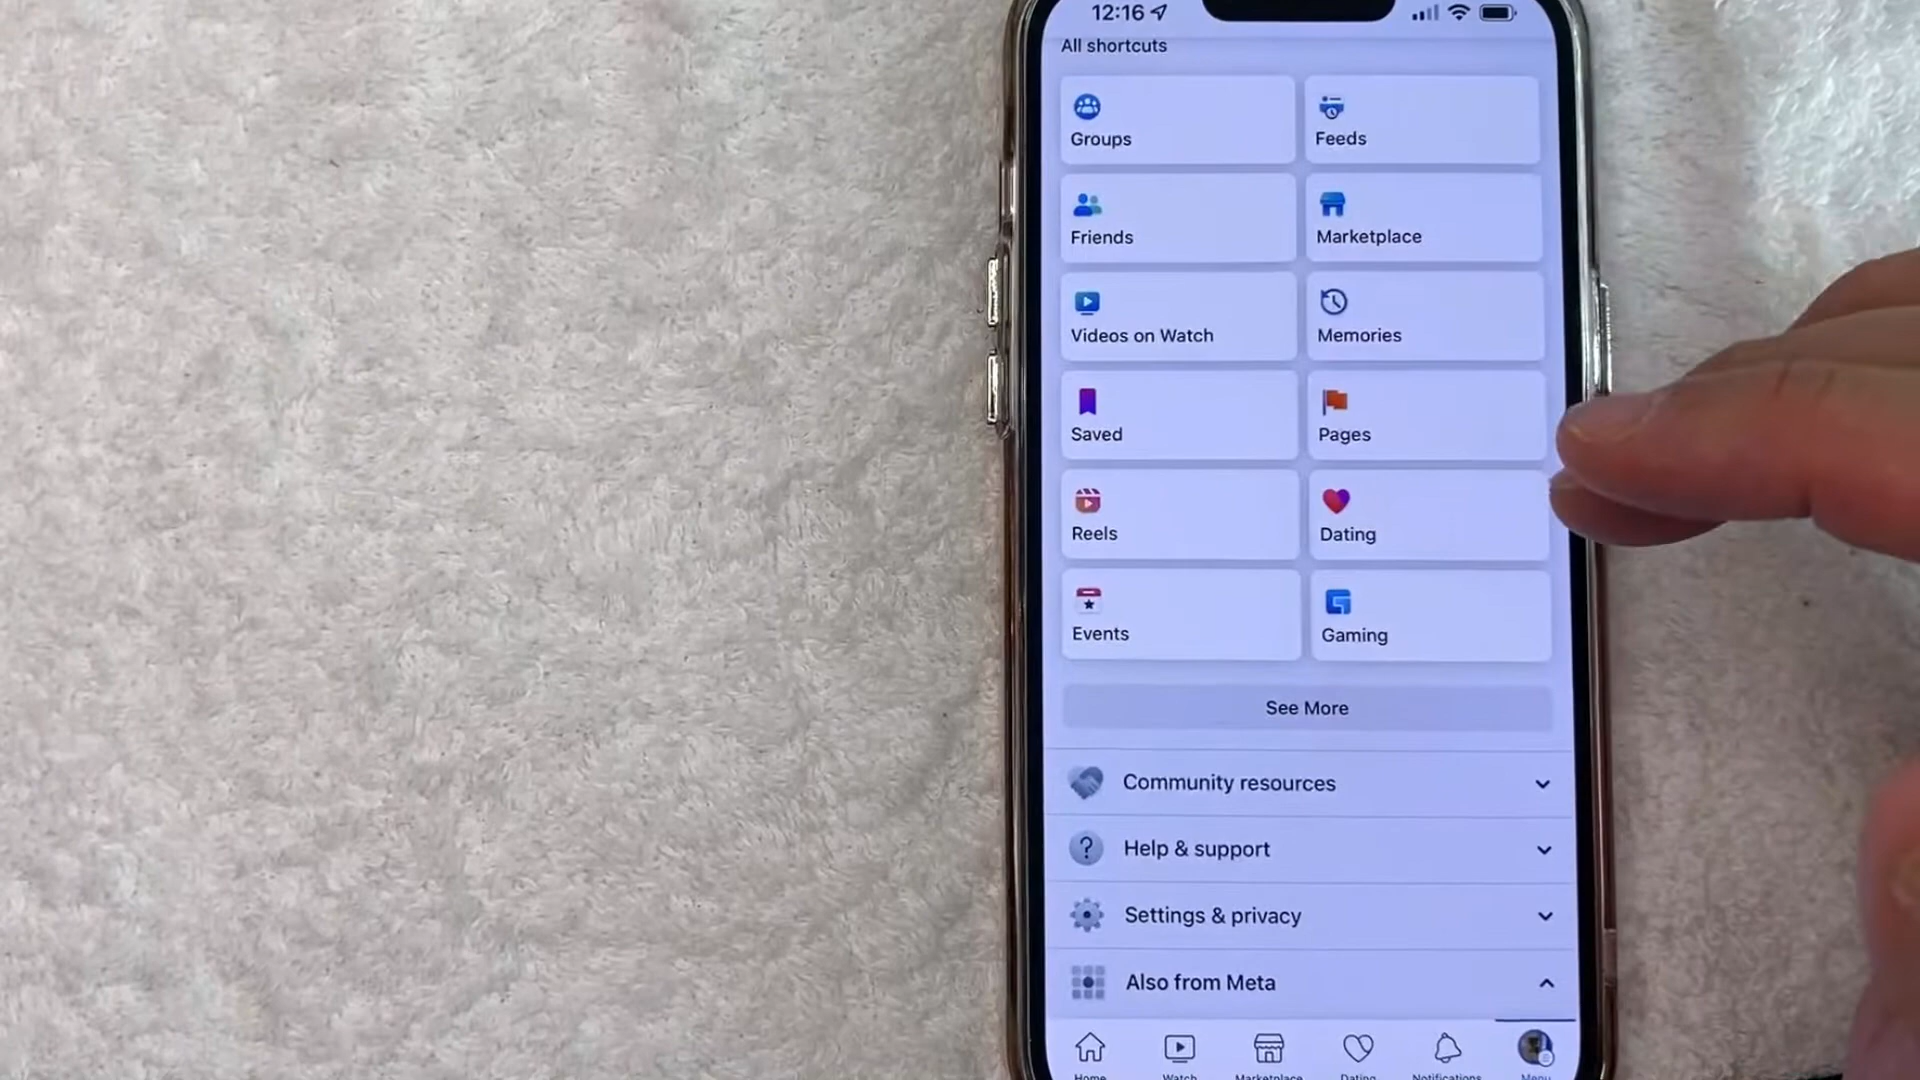 12:16
All shortcuts
Groups
Feeds
Friends
Marketplace
Videos on Watch
Memories
Saved
Pages
Reels
Dating
Events
Gaming
See More
Community resources
Help & support
Settings & privacy
Also from Meta
Home
Watch
Marketplace
Dating
Notifications
Menu